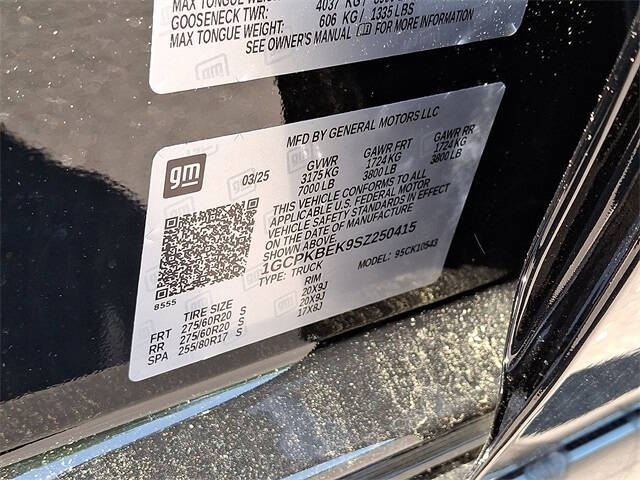 MAX TONGUE WEIGHT
GOOSENECK TWR: 4037 KG/
MAX TONGUE WEIGHT: 606 KG / 1335 LBS
SEE OWNER'S MANUAL FOR MORE INFORMATION
MFD BY GENERAL MOTORS LLC
gm
03/25
GVWR GAWR FRT GAWR RR
3175 KG 1724 KG 1724 KG
7000 LB 3800 LB 3800 LB
THIS VEHICLE CONFORMS TO ALL
APPLICABLE U.S. FEDERAL MOTOR
VEHICLE SAFETY STANDARDS IN EFFECT
ON THE DATE OF MANUFACTURE
SHOWN ABOVE.
1GCPKBEK9SZ250415
TYPE: TRUCK MODEL: 95CK10543
8555
TIRE SIZE RIM
FRT 275/60R20 S 20X9J
RR 275/60R20 S 20X9J
SPA 255/80R17 S 17X8J